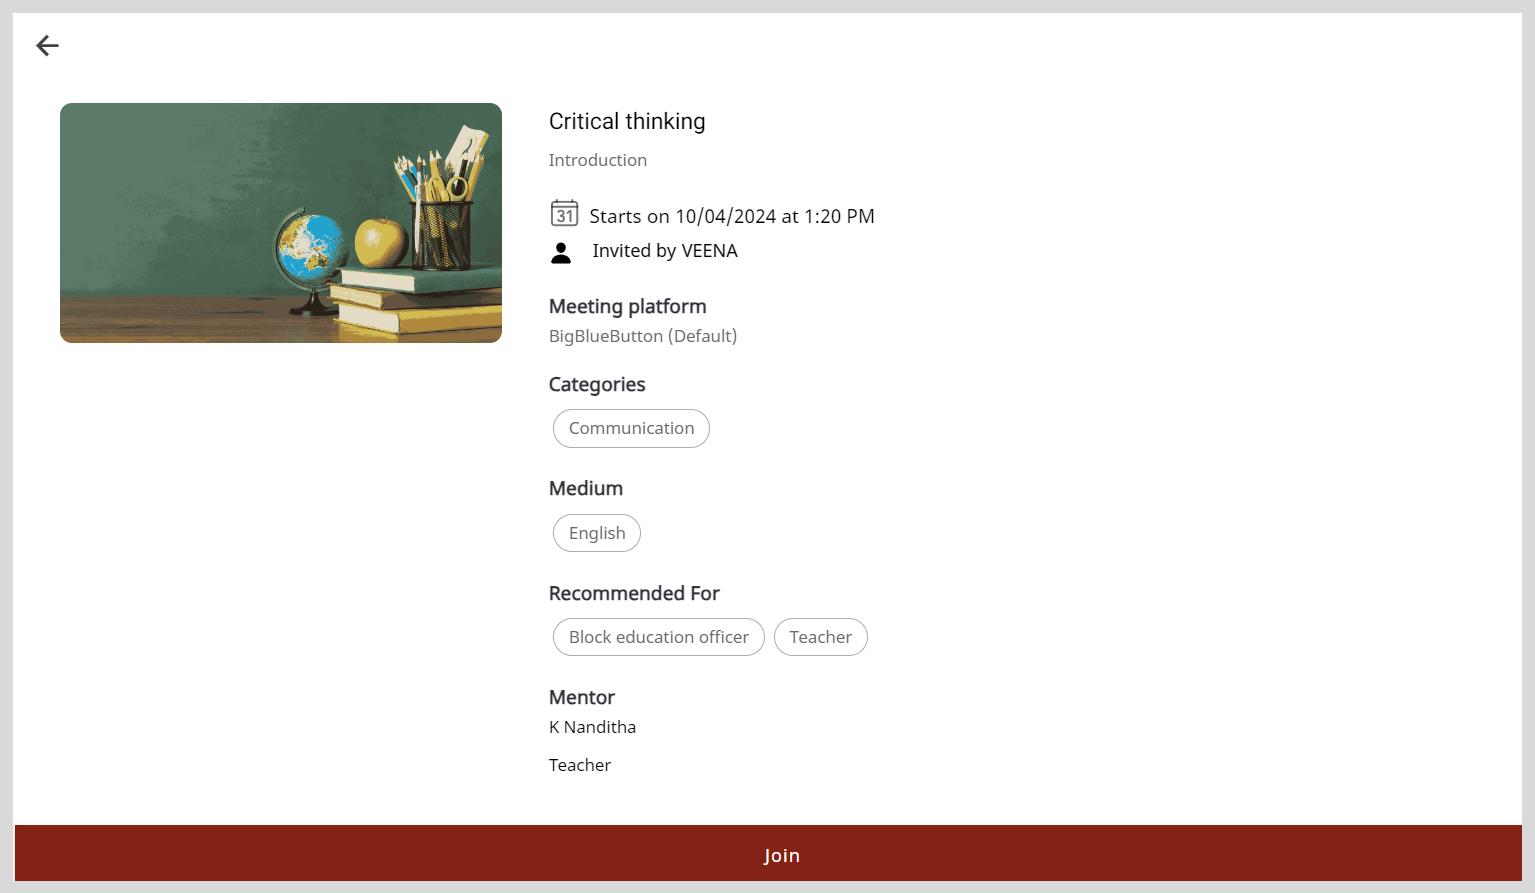 Critical thinking
Introduction
31 Starts on 10/04/2024 at 1:20 PM
Invited by VEENA
Meeting platform
BigBlueButton (Default)
Categories
Communication
Medium
English
Recommended For
Block education officer Teacher
Mentor
K Nanditha
Teacher
Join